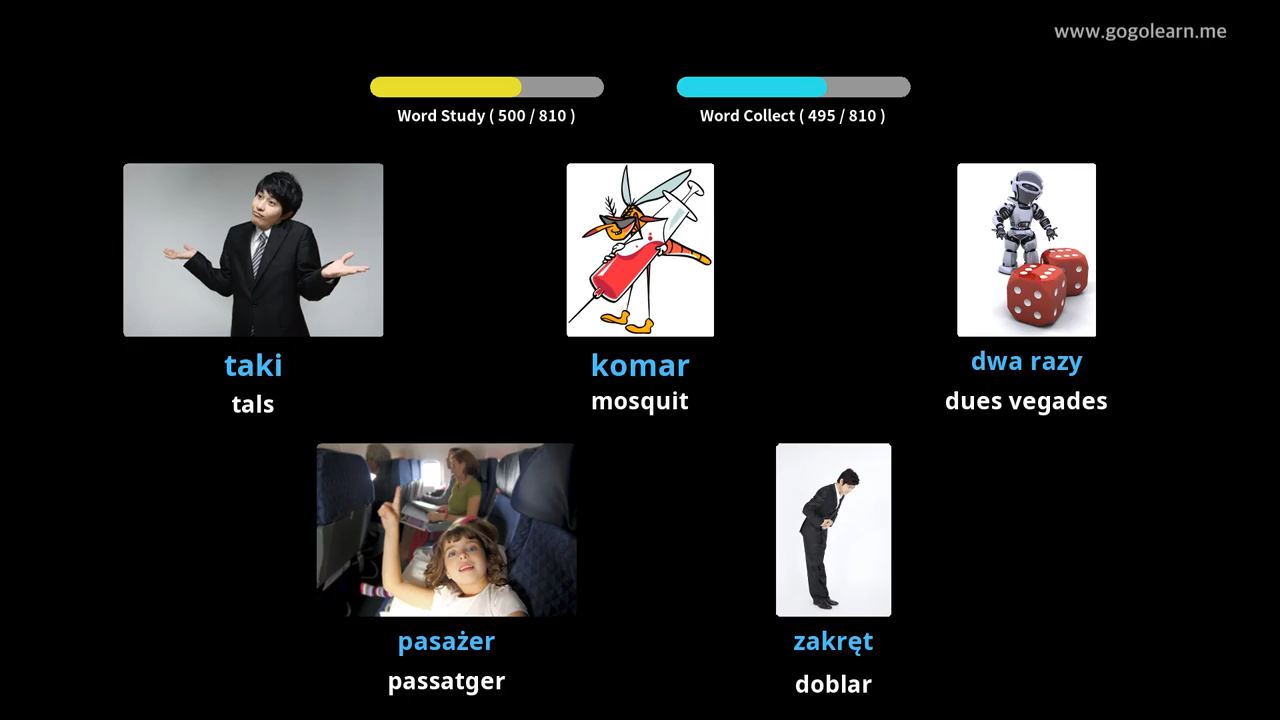 www.gogolearn.me
Word Study ( 500 / 810 )
Word Collect ( 495 / 810 )
taki
tals
komar
mosquit
dwa razy
dues vegades
pasażer
passatger
zakręt
doblar